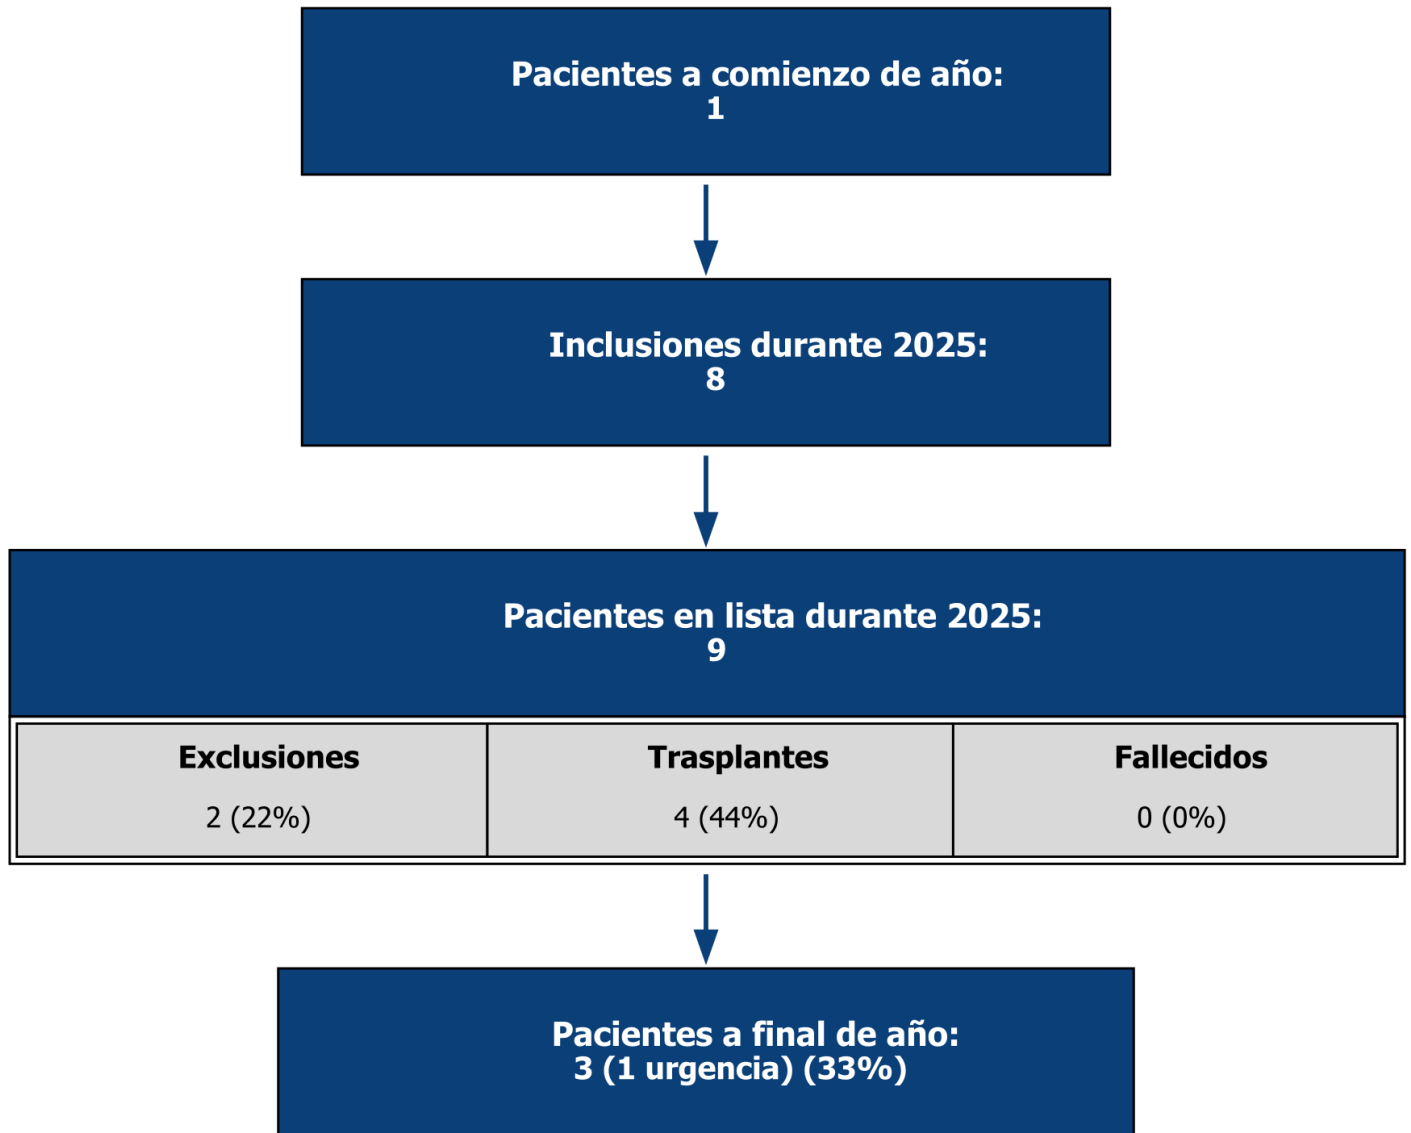 Pacientes a comienzo de año:
1
Inclusiones durante 2025:
8
Pacientes en lista durante 2025:
9
Exclusiones
Trasplantes
Fallecidos
2 (22%)
4 (44%)
0 (0%)
Pacientes a final de año:
3 (1 urgencia) (33%)